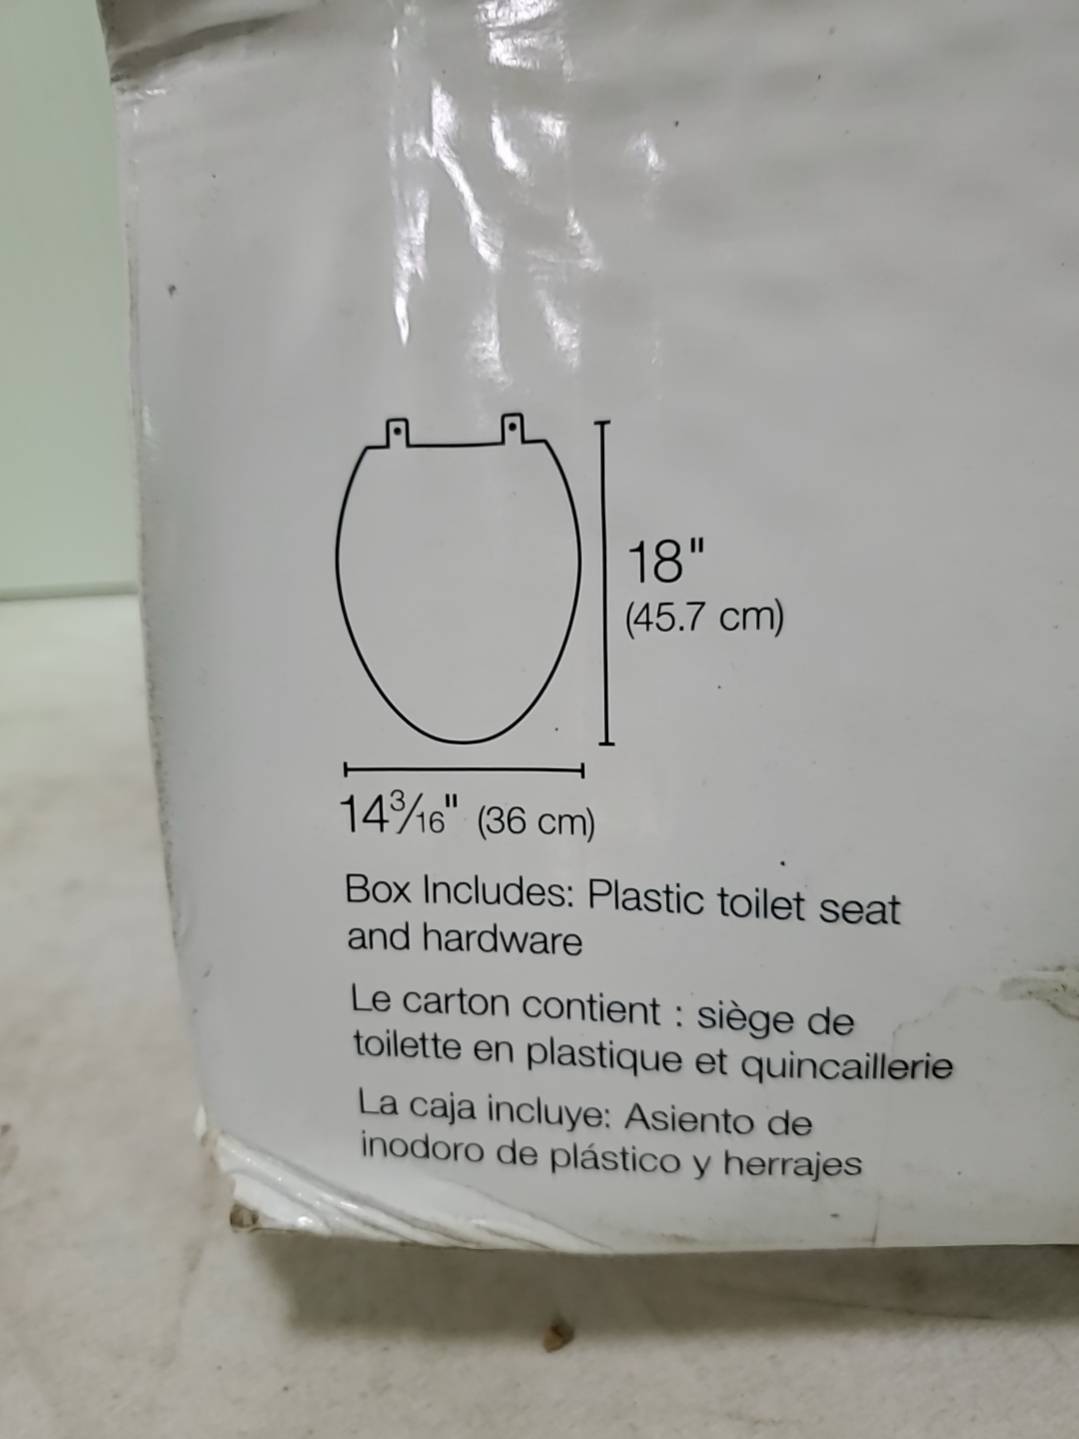 18"
(45.7 cm)
14 3/16" (36 cm)
Box Includes: Plastic toilet seat
and hardware
Le carton contient : siège de
toilette en plastique et quincaillerie
La caja incluye: Asiento de
inodoro de plástico y herrajes